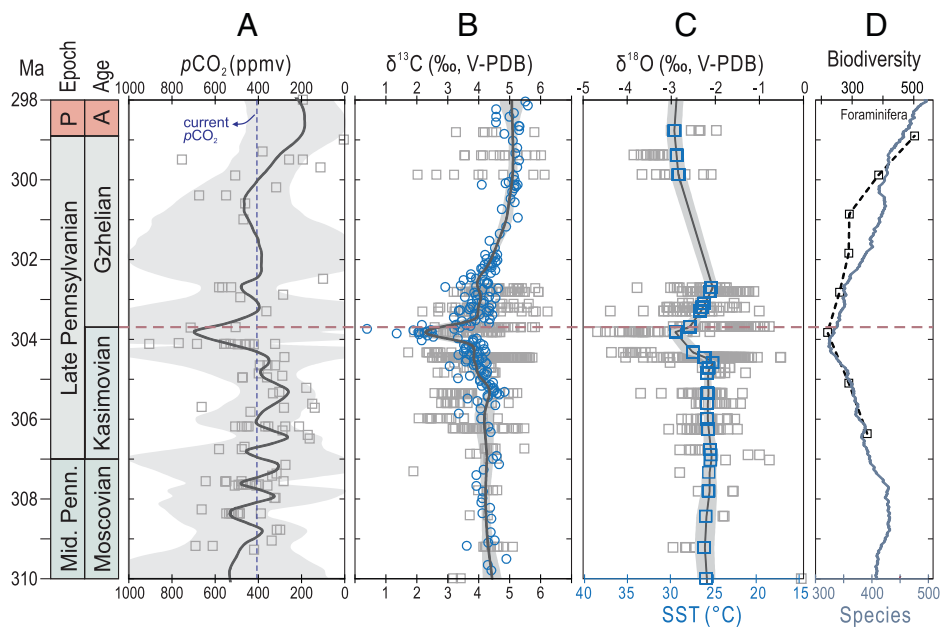 A B C D
Ma Epoch Age pCO₂ (ppmv) δ¹³C (‰, V-PDB) δ¹⁸O (‰, V-PDB) Biodiversity
1000 800 600 400 200 0 1 2 3 4 5 6 -5 -4 -3 -2 -1 0 300 400 500
298 P A current Foraminifera
pCO₂
300
Late Pennsylvanian Gzhelian
302
304
Kasimovian
306
Mid. Penn. Moscovian
308
310
1000 800 600 400 200 0 1 2 3 4 5 6 40 35 30 25 20 15 300 400 500
SST (°C) Species